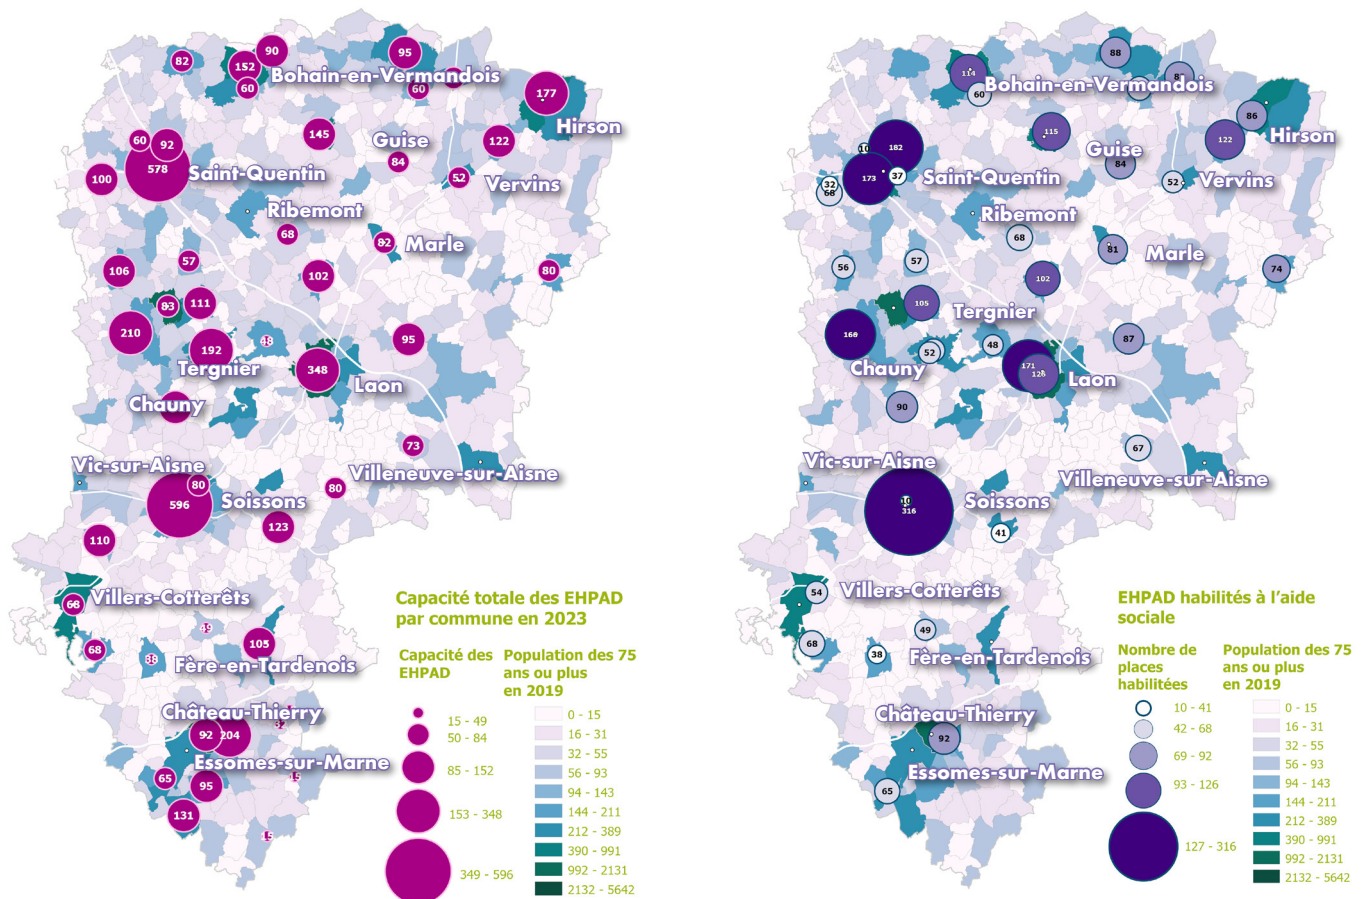 90
82
152
95
Bohain-en-Vermandois
60
60
177
Hirson
145
Guise
122
60
92
84
578
Saint-Quentin
100
52
Vervins
Ribemont
68
82
Marle
106
57
102
80
83
111
210
192
48
95
Tergnier
348
Laon
Chauny
73
Vic-sur-Aisne
Villeneuve-sur-Aisne
80
80
596
Soissons
123
110
Villers-Cotterêts
68
49
68
38
105
Fère-en-Tardenois
Château-Thierry
32
92
204
Essomes-sur-Marne
65
95
15
131
15
Capacité totale des EHPAD
par commune en 2023
Capacité des
EHPAD
15 - 49
50 - 84
85 - 152
153 - 348
349 - 596
Population des 75
ans ou plus
en 2019
0 - 15
16 - 31
32 - 55
56 - 93
94 - 143
144 - 211
212 - 389
390 - 991
992 - 2131
2132 - 5642
88
114
Bohain-en-Vermandois
60
86
Hirson
115
Guise
122
10
182
84
173
37
Saint-Quentin
32
68
52
Vervins
Ribemont
68
81
Marle
56
57
102
74
105
Tergnier
160
52
48
87
Chauny
171
126
Laon
90
67
Vic-sur-Aisne
Villeneuve-sur-Aisne
10
316
Soissons
41
54
Villers-Cotterêts
49
68
38
Fère-en-Tardenois
Château-Thierry
92
Essomes-sur-Marne
65
EHPAD habilités à l'aide
sociale
Nombre de
places
habilitées
10 - 41
42 - 68
69 - 92
93 - 126
127 - 316
Population des 75
ans ou plus
en 2019
0 - 15
16 - 31
32 - 55
56 - 93
94 - 143
144 - 211
212 - 389
390 - 991
992 - 2131
2132 - 5642